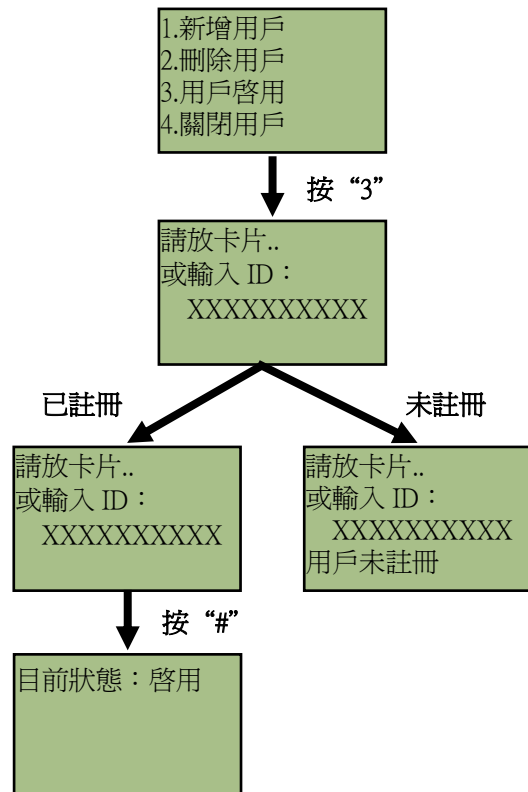 1.新增用戶
2.刪除用戶
3.用戶啓用
4.關閉用戶
按“3”
請放卡片..
或輸入 ID：
XXXXXXXXXX
已註冊
未註冊
請放卡片..
或輸入 ID：
XXXXXXXXXX
請放卡片..
或輸入 ID：
XXXXXXXXXX
用戶未註冊
按“#”
目前狀態：啓用